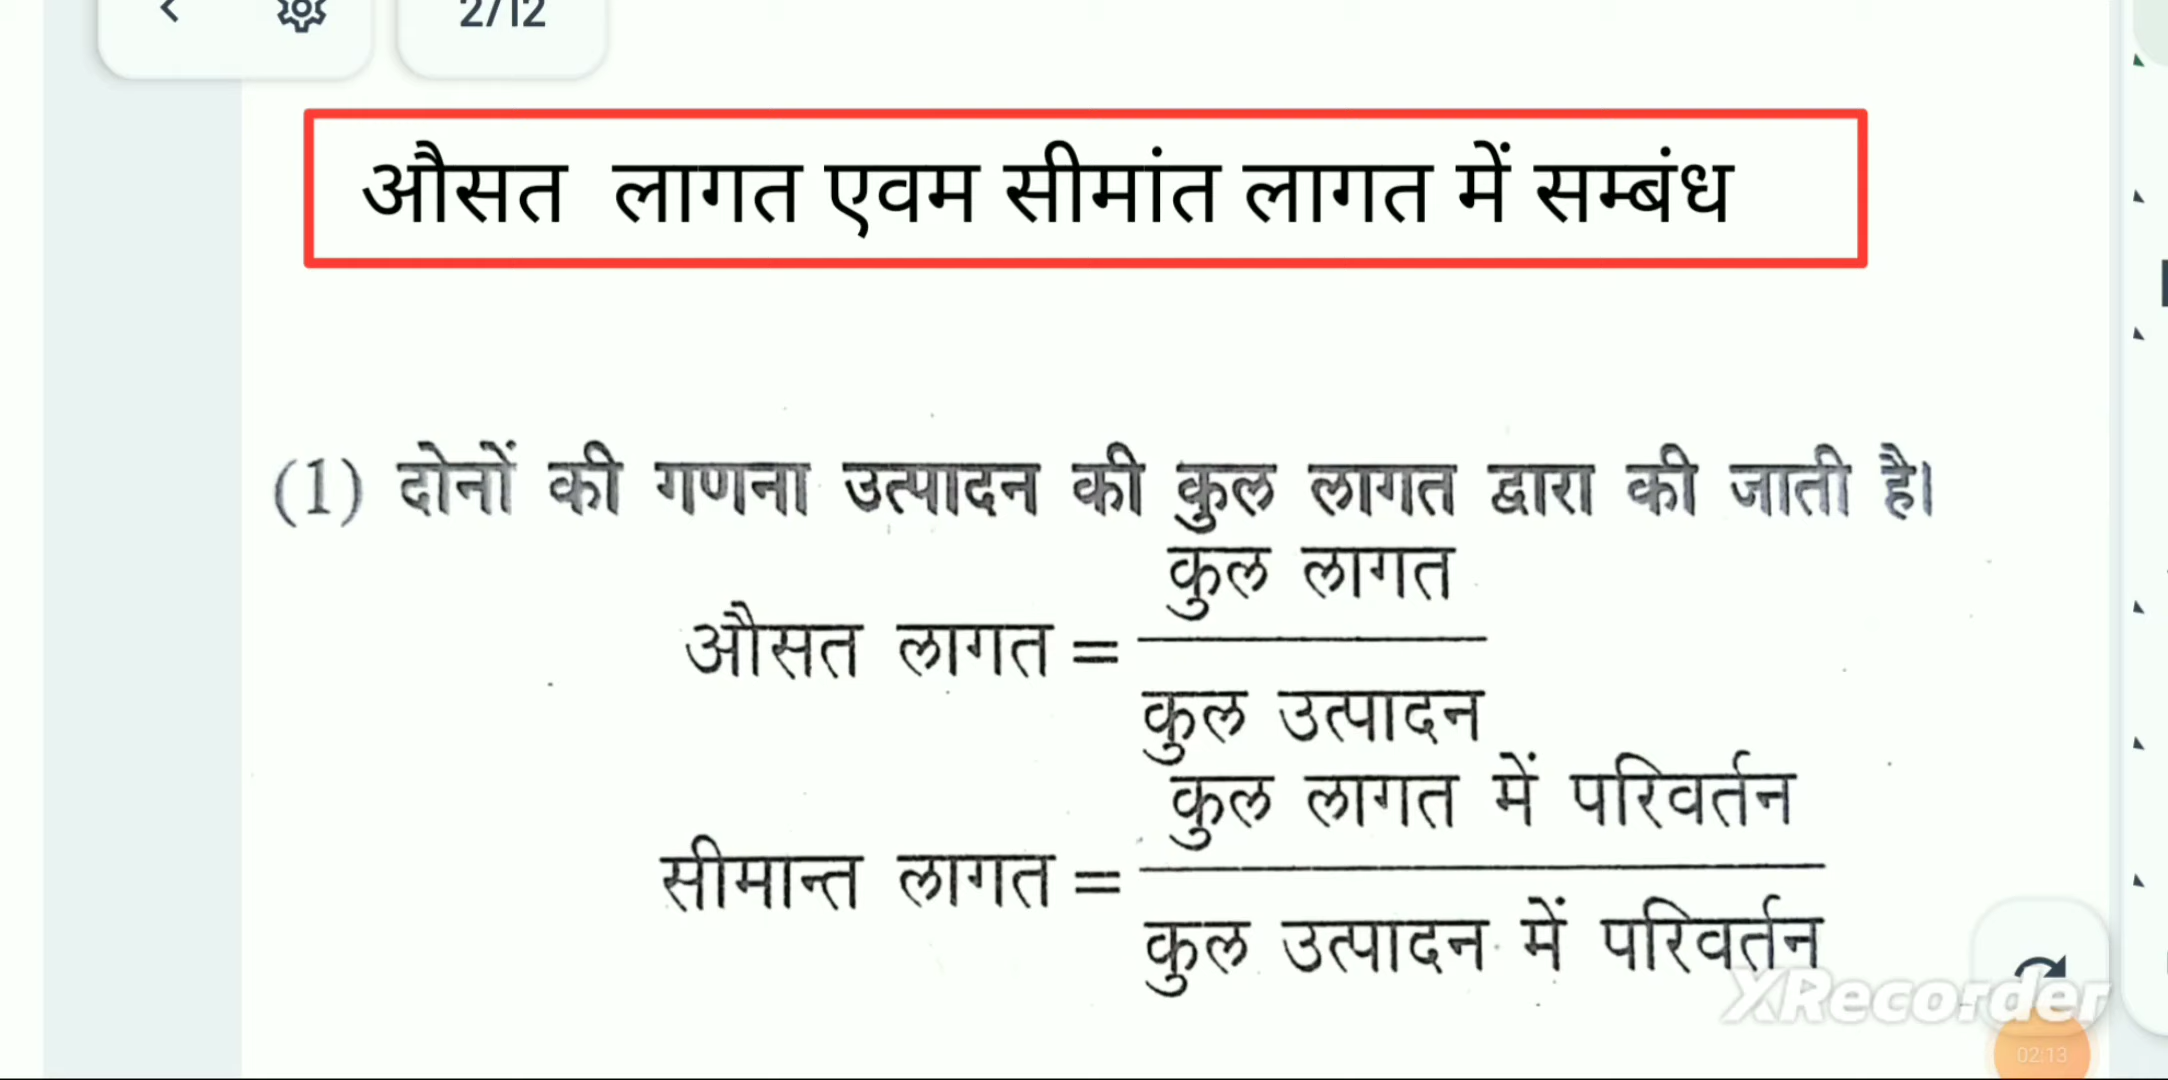 2/12
औसत लागत एवम सीमांत लागत में सम्बंध
(1) दोनों की गणना उत्पादन की कुल लागत द्वारा की जाती है।
कुल लागत
औसत लागत =
कुल उत्पादन
कुल लागत में परिवर्तन
सीमान्त लागत =
कुल उत्पादन में परिवर्तन
XRecorder
02:13